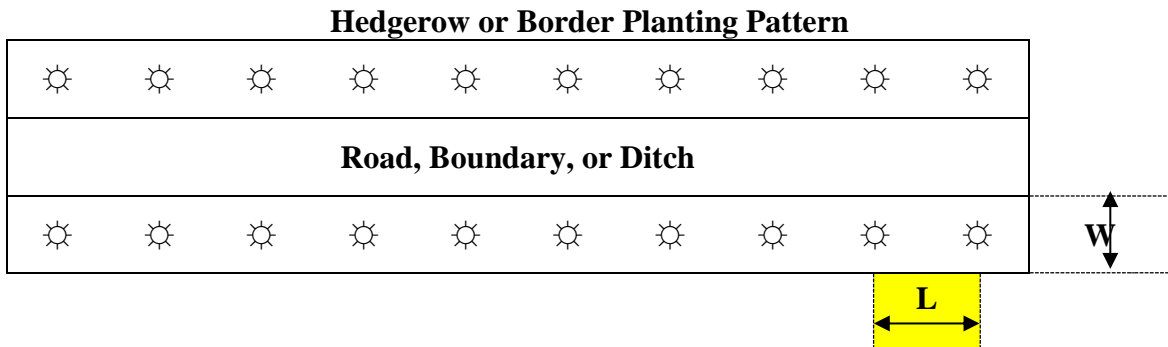 Hedgerow or Border Planting Pattern
Road, Boundary, or Ditch
W
L